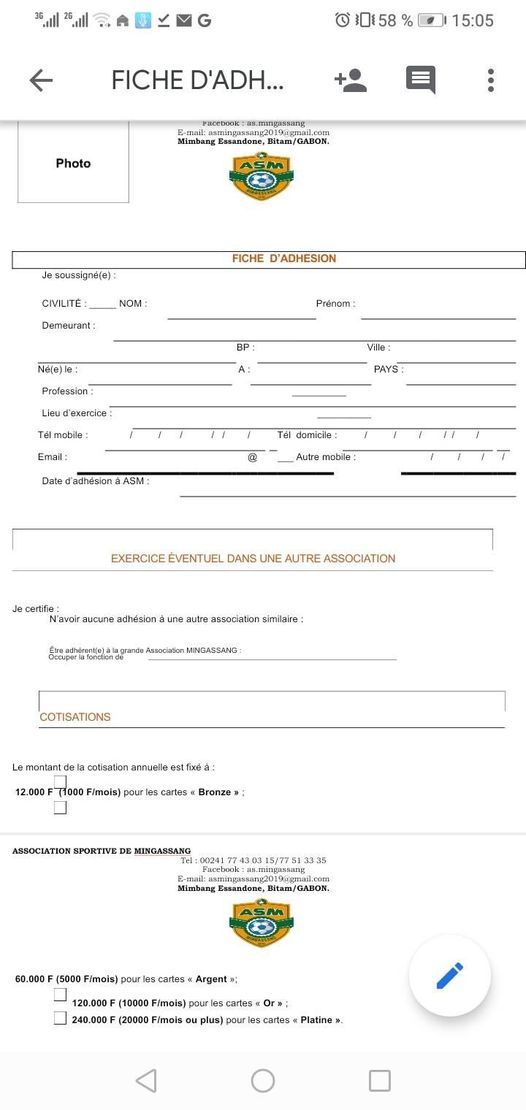 3G 2G G 58 % 15:05
FICHE D'ADH...
Facebook : as.mingassang
E-mail: asmingassang2019@gmail.com
Mimbang Essandone, Bitam/GABON.
Photo
ASM
FICHE D'ADHESION
Je soussigné(e) :
CIVILITÉ : _____ NOM : Prénom :
Demeurant :
BP : Ville :
Né(e) le : A : PAYS :
Profession :
Lieu d'exercice :
Tél mobile : / / / / / / Tél domicile : / / / / / /
Email : @ ___ Autre mobile : / / / /
Date d'adhésion à ASM :
EXERCICE ÉVENTUEL DANS UNE AUTRE ASSOCIATION
Je certifie :
N'avoir aucune adhésion à une autre association similaire ;
Être adhérent(e) à la grande Association MINGASSANG :
Occuper la fonction de
COTISATIONS
Le montant de la cotisation annuelle est fixé à :
12.000 F (1000 F/mois) pour les cartes « Bronze » ;
ASSOCIATION SPORTIVE DE MINGASSANG
Tel : 00241 77 43 03 15/77 51 33 35
Facebook : as.mingassang
E-mail: asmingassang2019@gmail.com
Mimbang Essandone, Bitam/GABON.
ASM
60.000 F (5000 F/mois) pour les cartes « Argent »;
120.000 F (10000 F/mois) pour les cartes « Or » ;
240.000 F (20000 F/mois ou plus) pour les cartes « Platine ».